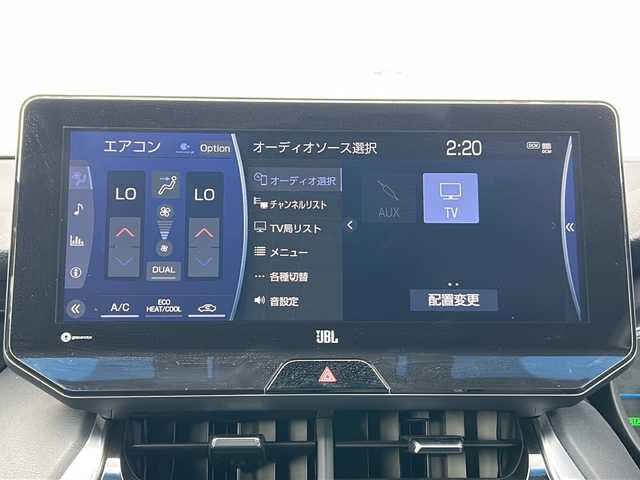 エアコン Option
LO LO
DUAL
A/C ECO HEAT/COOL
オーディオソース選択 2:20
DCM
オーディオ選択
チャンネルリスト
TV局リスト
メニュー
各種切替
音設定
AUX TV
配置変更
JBL